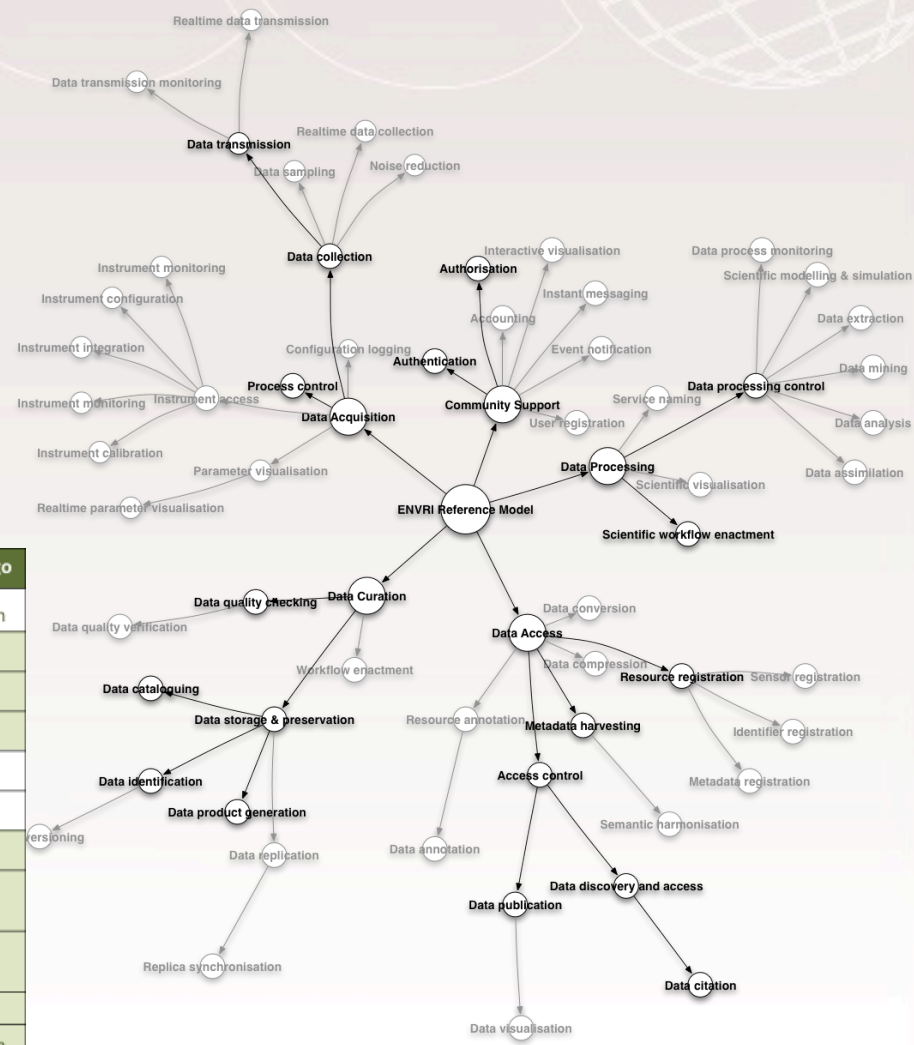 Realtime data transmission
Data transmission monitoring
Realtime data collection
Data transmission
Noise reduction
Data sampling
Data collection
Interactive visualisation
Data process monitoring
Authorisation
Instrument monitoring
Scientific modelling & simulation
Instant messaging
Instrument configuration
Accounting
Data extraction
Instrument integration
Configuration logging
Event notification
Authentication
Data mining
Process control
Data processing control
Instrument access
Service naming
Instrument monitoring
Community Support
Data Acquisition
User registration
Data analysis
Instrument calibration
Data Processing
Parameter visualisation
Data assimilation
Scientific visualisation
Realtime parameter visualisation
ENVRI Reference Model
Scientific workflow enactment
Data Curation
Data quality checking
Data conversion
Data quality verification
Data Access
Data compression
Workflow enactment
Resource registration
Sensor registration
Data cataloguing
Data storage & preservation
Resource annotation
Metadata harvesting
Identifier registration
Access control
Data identification
Metadata registration
Data product generation
Semantic harmonisation
versioning
Data replication
Data annotation
Data discovery and access
Data publication
Replica synchronisation
Data citation
Data visualisation